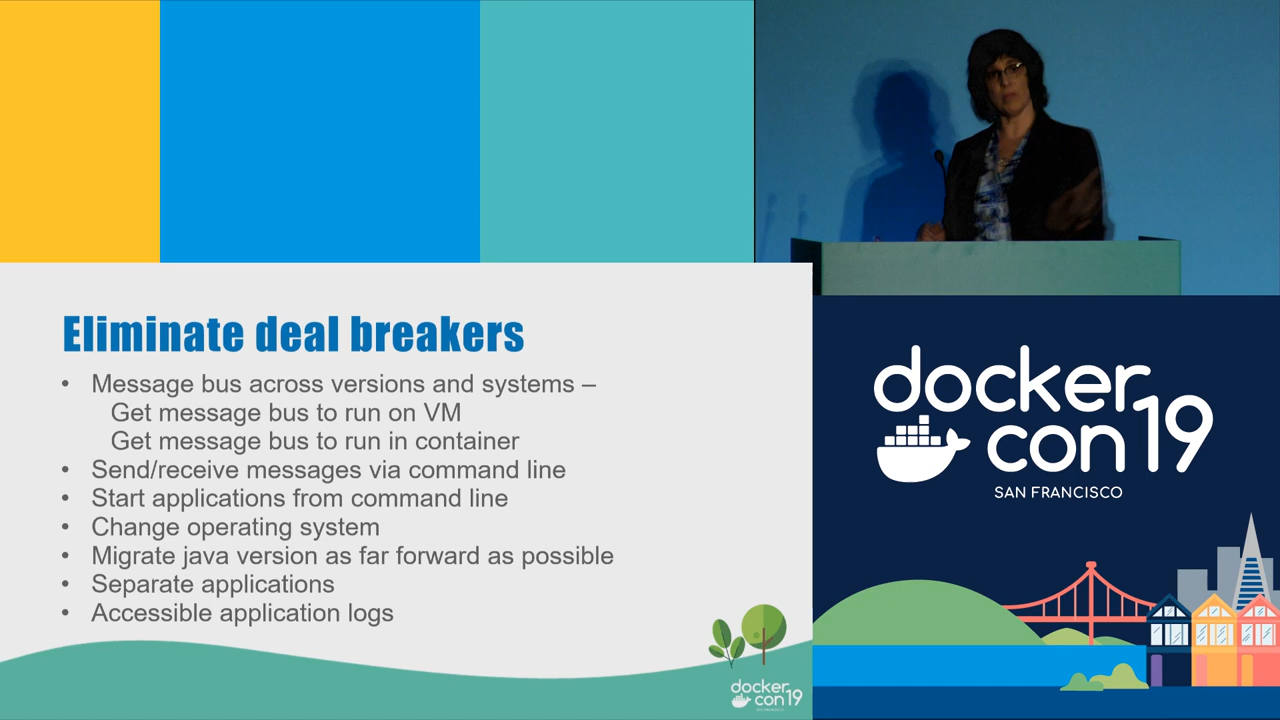 Eliminate deal breakers
• Message bus across versions and systems –
Get message bus to run on VM
Get message bus to run in container
• Send/receive messages via command line
• Start applications from command line
• Change operating system
• Migrate java version as far forward as possible
• Separate applications
• Accessible application logs
docker
con19
SAN FRANCISCO
docker
con 19
SAN FRANCISCO